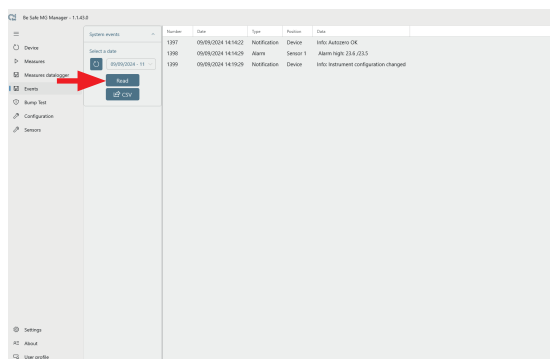 Be Safe MG Manager - 1.1.43.0
Device
Measures
Measures datalogger
Events
Bump Test
Configuration
Sensors
Settings
About
User profile
System events
Select a date
09/09/2024 - 11
Read
CSV
Number Date Type Position Data
1397 09/09/2024 14:14:22 Notification Device Info: Autozero OK
1398 09/09/2024 14:14:29 Alarm Sensor 1 Alarm high: 23.6 /23.5
1399 09/09/2024 14:19:29 Notification Device Info: Instrument configuration changed